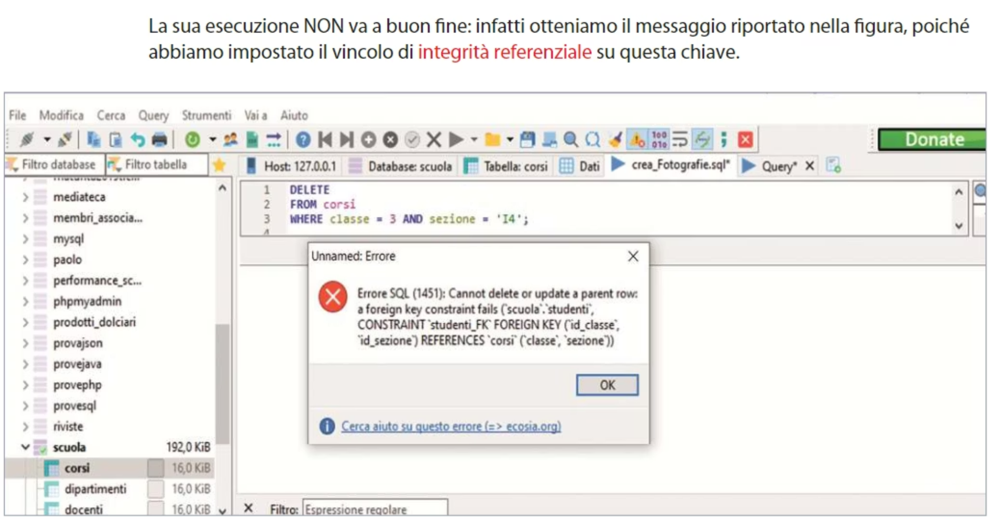 La sua esecuzione NON va a buon fine: infatti otteniamo il messaggio riportato nella figura, poiché
abbiamo impostato il vincolo di integrità referenziale su questa chiave.
File Modifica Cerca Query Strumenti Vai a Aiuto
Donate
Filtro database Filtro tabella
Host: 127.0.0.1 Database: scuola Tabella: corsi Dati crea_Fotografie.sql* Query*
mediateca
membri_associa...
mysql
paolo
performance_sc...
phpmyadmin
prodotti_dolciari
provajson
provejava
provephp
provesql
riviste
scuola 192,0 KiB
corsi 16,0 KiB
dipartimenti 16,0 KiB
docenti 16,0 KiB
1 DELETE
2 FROM corsi
3 WHERE classe = 3 AND sezione = 'I4';
4
Unnamed: Errore
Errore SQL (1451): Cannot delete or update a parent row:
a foreign key constraint fails (`scuola`.`studenti`,
CONSTRAINT `studenti_FK` FOREIGN KEY (`id_classe`,
`id_sezione`) REFERENCES `corsi` (`classe`, `sezione`))
OK
Cerca aiuto su questo errore (=> ecosia.org)
Filtro: Espressione regolare